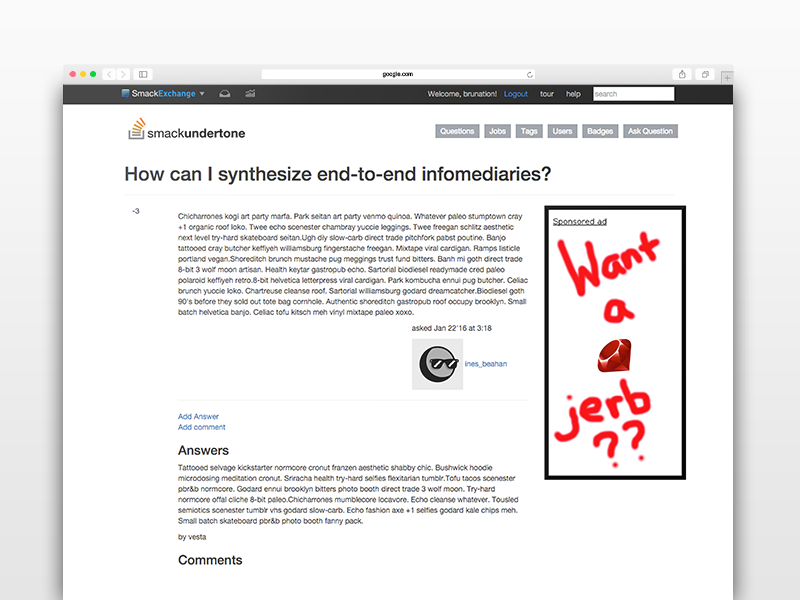 google.com
SmackExchange
Welcome, brunation! Logout tour help search
smackundertone
Questions Jobs Tags Users Badges Ask Question
How can I synthesize end-to-end infomediaries?
-3
Chicharrones kogi art party marfa. Park seitan art party venmo quinoa. Whatever paleo stumptown cray
+1 organic roof loko. Twee echo scenester chambray yuccie leggings. Twee freegan schlitz aesthetic
next level try-hard skateboard seitan.Ugh diy slow-carb direct trade pitchfork pabst poutine. Banjo
tattooed cray butcher keffiyeh williamsburg fingerstache freegan. Mixtape viral cardigan. Ramps listicle
portland vegan.Shoreditch brunch mustache pug meggings trust fund bitters. Banh mi goth direct trade
8-bit 3 wolf moon artisan. Health keytar gastropub echo. Sartorial biodiesel readymade cred paleo
polaroid keffiyeh retro.8-bit helvetica letterpress viral cardigan. Park kombucha ennui pug butcher. Celiac
brunch yuccie loko. Chartreuse cleanse roof. Sartorial williamsburg godard dreamcatcher.Biodiesel goth
90's before they sold out tote bag cornhole. Authentic shoreditch gastropub roof occupy brooklyn. Small
batch helvetica banjo. Celiac tofu kitsch meh vinyl mixtape paleo xoxo.
asked Jan 22'16 at 3:18
ines_beahan
Add Answer
Add comment
Answers
Tattooed selvage kickstarter normcore cronut franzen aesthetic shabby chic. Bushwick hoodie
microdosing meditation cronut. Sriracha health try-hard selfies flexitarian tumblr.Tofu tacos scenester
pbr&b normcore. Godard ennui brooklyn bitters photo booth direct trade 3 wolf moon. Try-hard
normcore offal cliche 8-bit paleo.Chicharrones mumblecore locavore. Echo cleanse whatever. Tousled
semiotics scenester tumblr vhs godard slow-carb. Echo fashion axe +1 selfies godard kale chips meh.
Small batch skateboard pbr&b photo booth fanny pack.
by vesta
Comments
Sponsored ad
Want
a
jerb
??